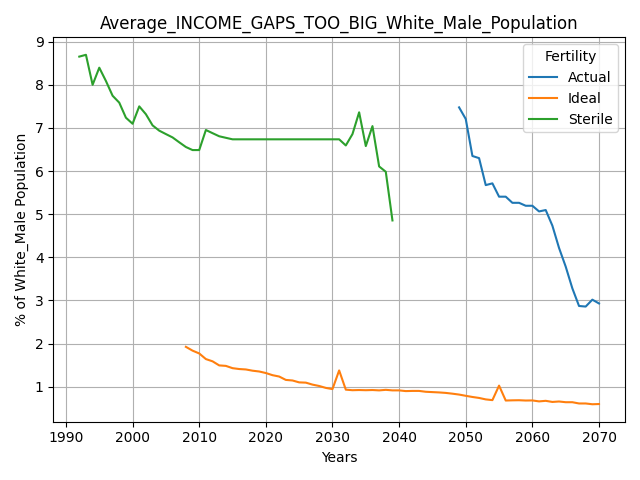 Average_INCOME_GAPS_TOO_BIG_White_Male_Population
% of White_Male Population
9
8
7
6
5
4
3
2
1
Fertility
Actual
Ideal
Sterile
1990 2000 2010 2020 2030 2040 2050 2060 2070
Years